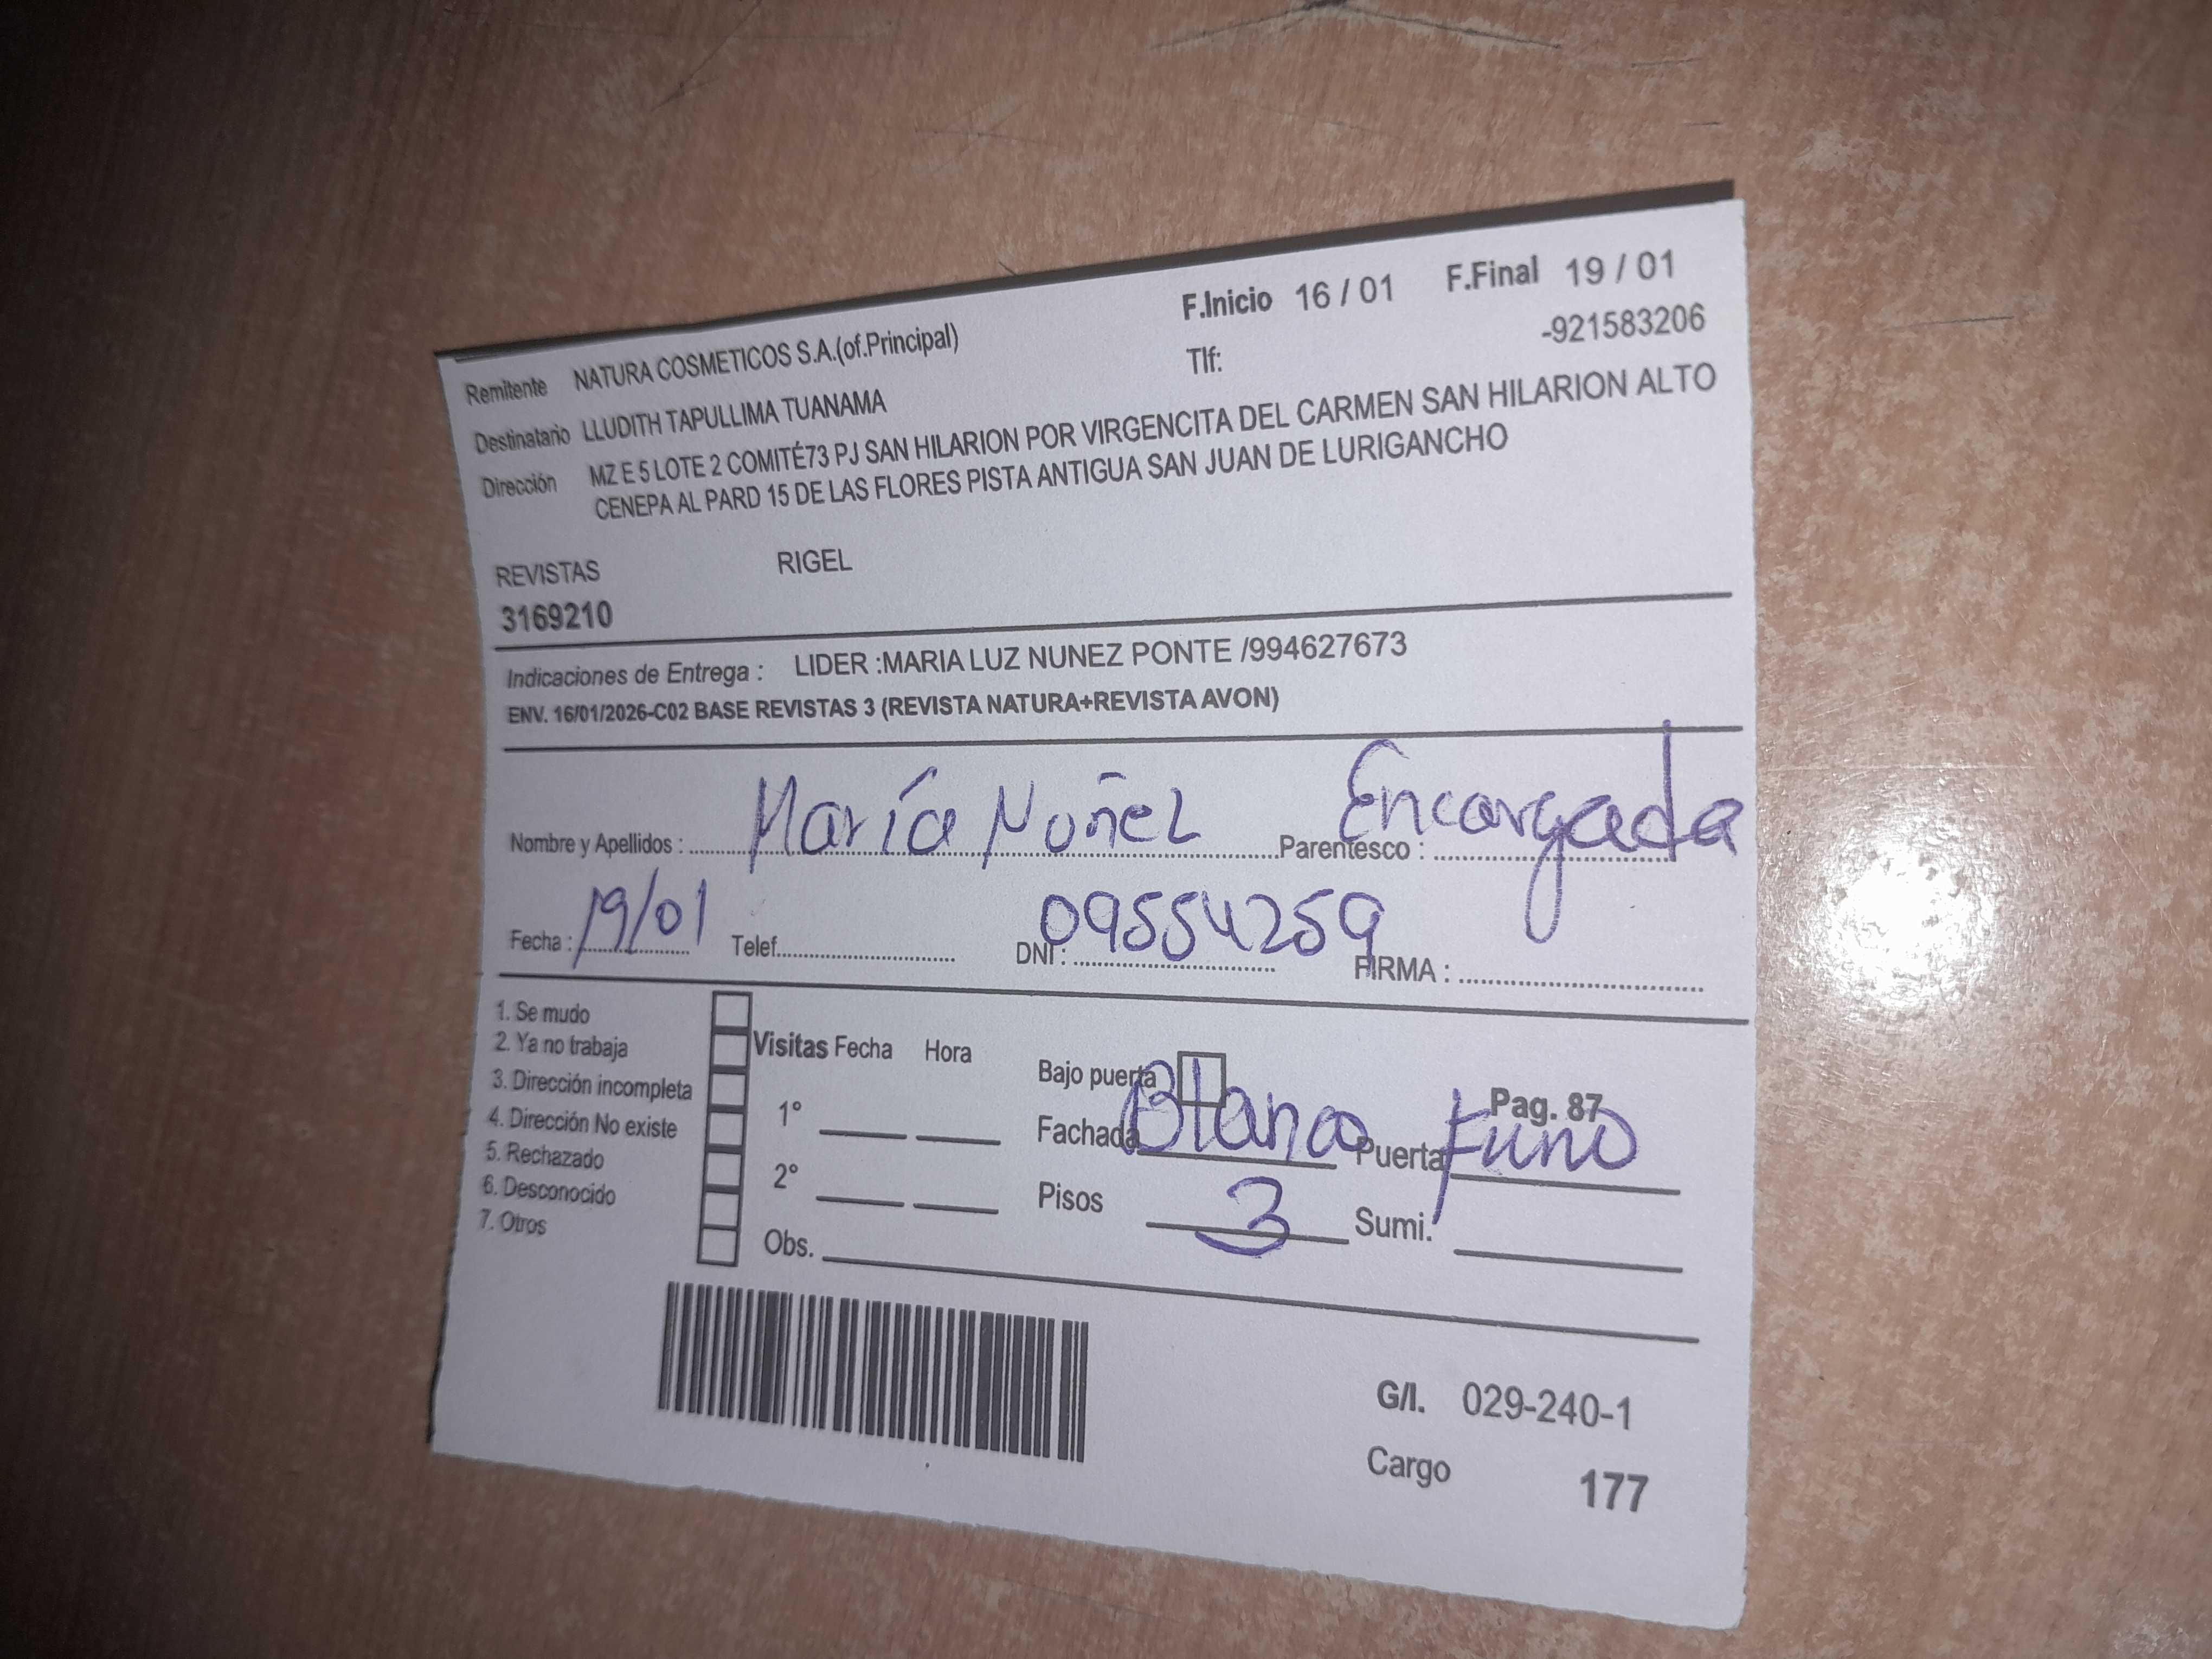 F.Inicio 16 / 01 F.Final 19 / 01
Remitente NATURA COSMETICOS S.A.(of.Principal) Tlf: -921583206
Destinatario LLUDITH TAPULLIMA TUANAMA
Dirección MZ E 5 LOTE 2 COMITÉ73 PJ SAN HILARION POR VIRGENCITA DEL CARMEN SAN HILARION ALTO
CENEPA AL PARD 15 DE LAS FLORES PISTA ANTIGUA SAN JUAN DE LURIGANCHO
REVISTAS RIGEL
3169210
Indicaciones de Entrega : LIDER :MARIA LUZ NUNEZ PONTE /994627673
ENV. 16/01/2026-C02 BASE REVISTAS 3 (REVISTA NATURA+REVISTA AVON)
Nombre y Apellidos : María Nuñez Parentesco : Encargada
Fecha : 19/01 Telef. DNI : 09554259 FIRMA :
1. Se mudo
2. Ya no trabaja
3. Dirección incompleta
4. Dirección No existe
5. Rechazado
6. Desconocido
7. Otros
Visitas Fecha Hora
1°
2°
Obs.
Bajo puerta Pag. 87
Fachada Blanco Puerta
Pisos 3 Sumi.
G/I. 029-240-1
Cargo 177